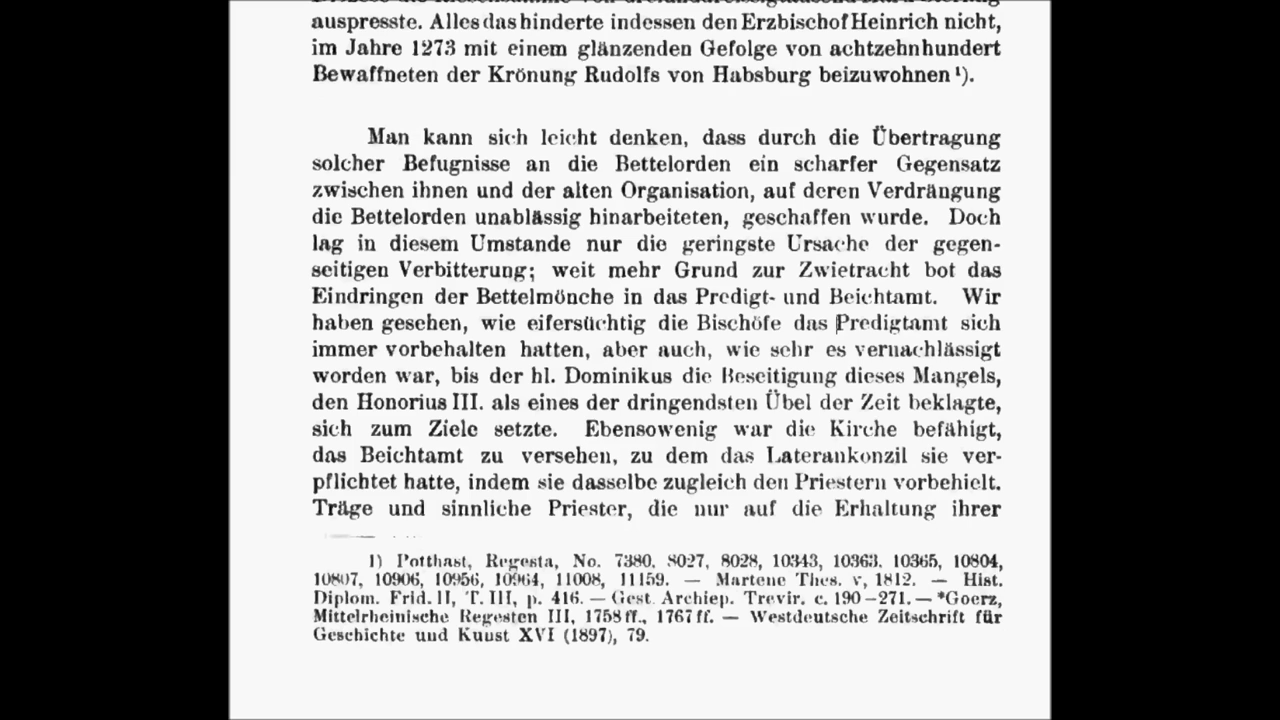 auspresste. Alles das hinderte indessen den Erzbischof Heinrich nicht,
im Jahre 1273 mit einem glänzenden Gefolge von achtzehnhundert
Bewaffneten der Krönung Rudolfs von Habsburg beizuwohnen ¹).
Man kann sich leicht denken, dass durch die Übertragung
solcher Befugnisse an die Bettelorden ein scharfer Gegensatz
zwischen ihnen und der alten Organisation, auf deren Verdrängung
die Bettelorden unablässig hinarbeiteten, geschaffen wurde. Doch
lag in diesem Umstande nur die geringste Ursache der gegen-
seitigen Verbitterung; weit mehr Grund zur Zwietracht bot das
Eindringen der Bettelmönche in das Predigt- und Beichtamt. Wir
haben gesehen, wie eifersüchtig die Bischöfe das Predigtamt sich
immer vorbehalten hatten, aber auch, wie sehr es vernachlässigt
worden war, bis der hl. Dominikus die Beseitigung dieses Mangels,
den Honorius III. als eines der dringendsten Übel der Zeit beklagte,
sich zum Ziele setzte. Ebensowenig war die Kirche befähigt,
das Beichtamt zu versehen, zu dem das Laterankonzil sie ver-
pflichtet hatte, indem sie dasselbe zugleich den Priestern vorbehielt.
Träge und sinnliche Priester, die nur auf die Erhaltung ihrer
1) Potthast, Regesta, No. 7380, 8027, 8028, 10343, 10363. 10365, 10804,
10807, 10906, 10956, 10964, 11008, 11159. — Martene Thes. V, 1812. — Hist.
Diplom. Frid. II, T. III, p. 416. — Gest. Archiep. Trevir. c. 190–271. — *Goerz,
Mittelrheinische Regesten III, 1758 ff., 1767 ff. — Westdeutsche Zeitschrift für
Geschichte und Kunst XVI (1897), 79.